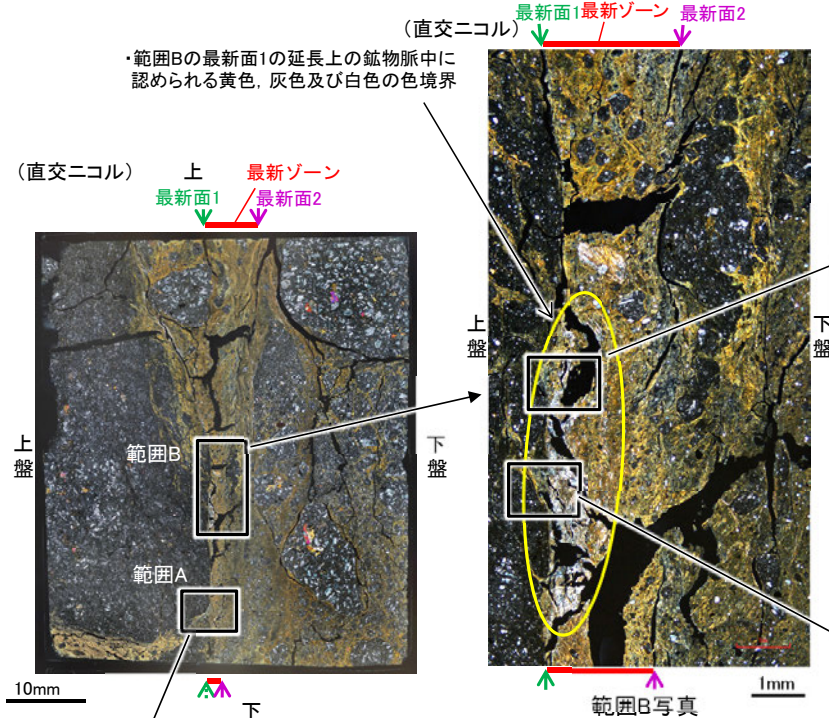 (直交ニコル)
最新面1
最新ゾーン
最新面2
・範囲Bの最新面1の延長上の鉱物脈中に
認められる黄色，灰色及び白色の色境界
(直交ニコル)
上
最新ゾーン
最新面1
最新面2
上盤
下盤
範囲B
範囲A
上盤
下盤
10mm
下
範囲B写真
1mm